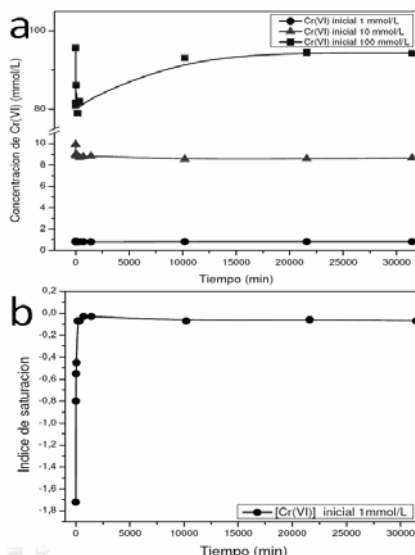 a
Cr(VI) inicial 1 mmol/L
Cr(VI) inicial 10 mmol/L
Cr(VI) inicial 100 mmol/L
Concentracion de Cr(VI) (mmol/L)
100
80
10
8
6
4
2
0
0 5000 10000 15000 20000 25000 30000
Tiempo (min)
b
Indice de saturacion
0,2
0,0
-0,2
-0,4
-0,6
-0,8
-1,0
-1,2
-1,4
-1,6
-1,8
[Cr(VI)] inicial 1mmol/L
0 5000 10000 15000 20000 25000 30000
Tiempo (min)